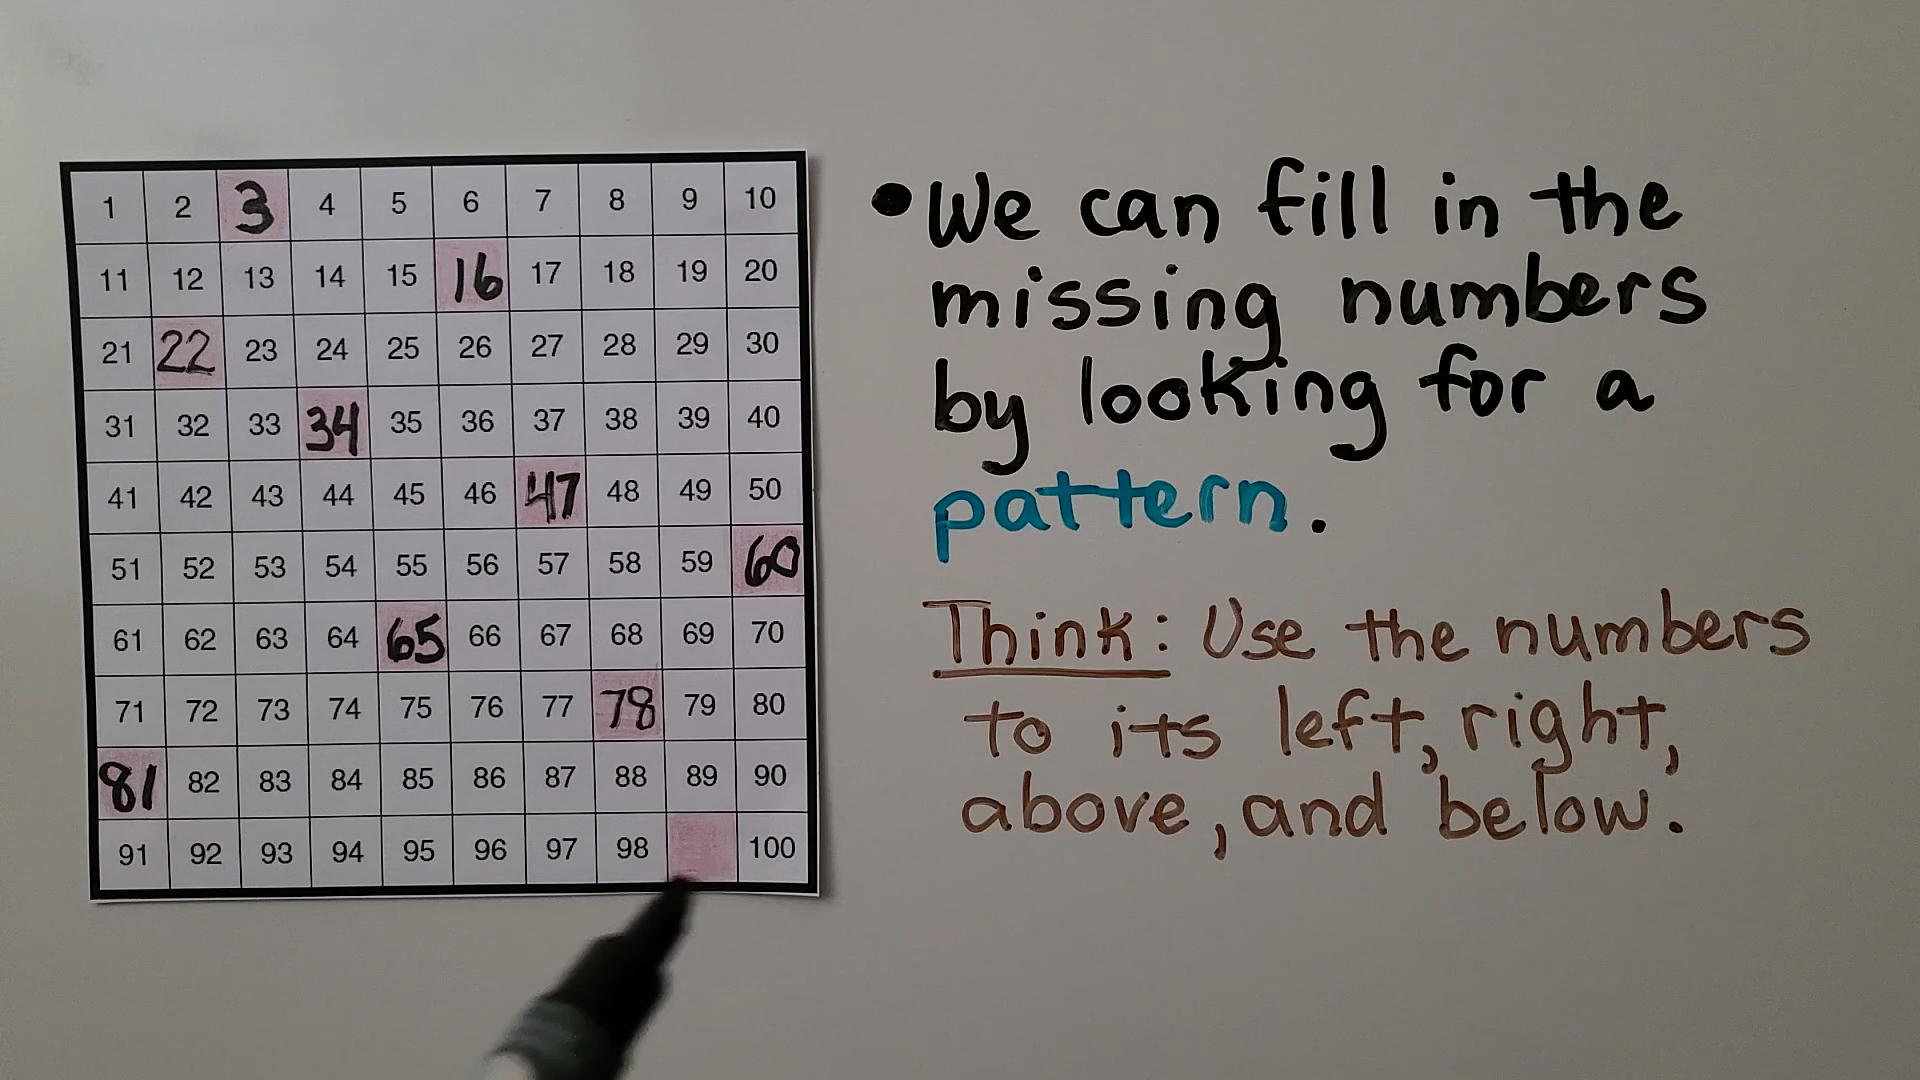 1 2 3 4 5 6 7 8 9 10
11 12 13 14 15 16 17 18 19 20
21 22 23 24 25 26 27 28 29 30
31 32 33 34 35 36 37 38 39 40
41 42 43 44 45 46 47 48 49 50
51 52 53 54 55 56 57 58 59 60
61 62 63 64 65 66 67 68 69 70
71 72 73 74 75 76 77 78 79 80
81 82 83 84 85 86 87 88 89 90
91 92 93 94 95 96 97 98 100
• We can fill in the
missing numbers
by looking for a
pattern.
Think: Use the numbers
to its left, right,
above, and below.